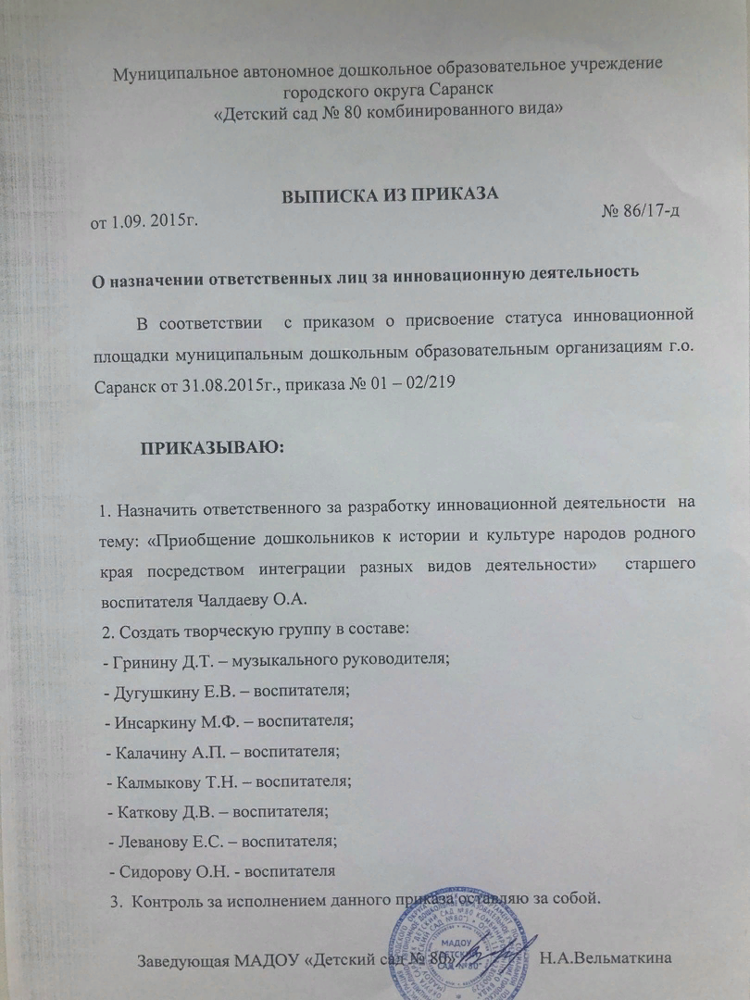 Муниципальное автономное дошкольное образовательное учреждение
городского округа Саранск
«Детский сад № 80 комбинированного вида»
ВЫПИСКА ИЗ ПРИКАЗА
от 1.09. 2015г. № 86/17-д
О назначении ответственных лиц за инновационную деятельность
В соответствии с приказом о присвоение статуса инновационной
площадки муниципальным дошкольным образовательным организациям г.о.
Саранск от 31.08.2015г., приказа № 01 – 02/219
ПРИКАЗЫВАЮ:
1. Назначить ответственного за разработку инновационной деятельности на
тему: «Приобщение дошкольников к истории и культуре народов родного
края посредством интеграции разных видов деятельности» старшего
воспитателя Чалдаеву О.А.
2. Создать творческую группу в составе:
- Гринину Д.Т. – музыкального руководителя;
- Дугушкину Е.В. – воспитателя;
- Инсаркину М.Ф. – воспитателя;
- Калачину А.П. – воспитателя;
- Калмыкову Т.Н. – воспитателя;
- Каткову Д.В. – воспитателя;
- Леванову Е.С. – воспитателя;
- Сидорову О.Н. - воспитателя
3. Контроль за исполнением данного приказа оставляю за собой.
Заведующая МАДОУ «Детский сад № 80» Н.А.Вельматкина
МАДОУ
"ДЕТСКИЙ
САД №80"